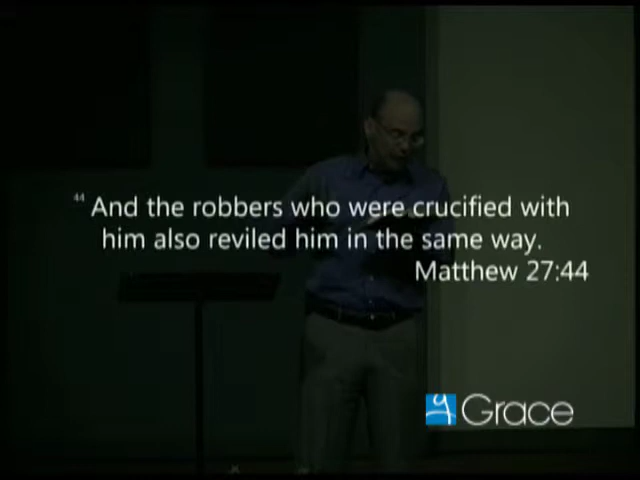 44 And the robbers who were crucified with
him also reviled him in the same way.
Matthew 27:44
Grace